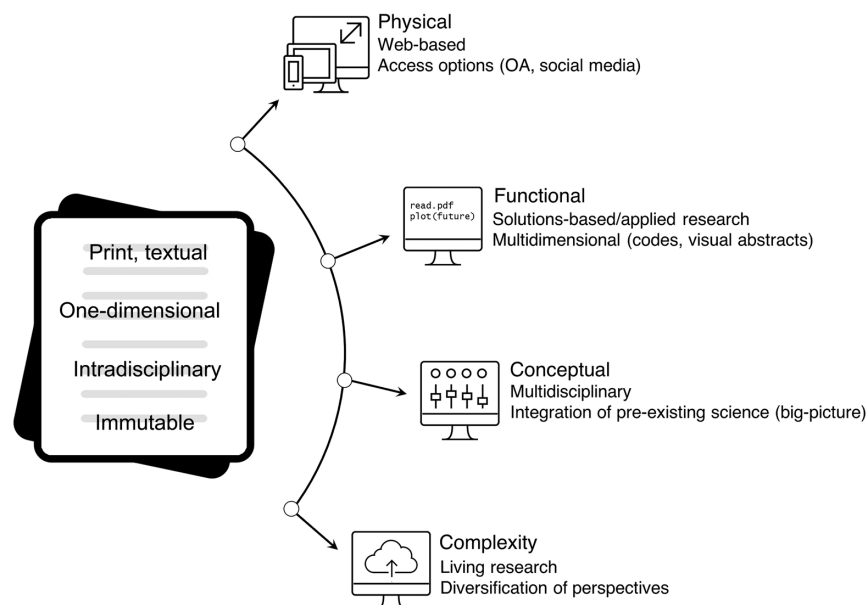 Physical
Web-based
Access options (OA, social media)
read.pdf
plot(future)
Functional
Solutions-based/applied research
Multidimensional (codes, visual abstracts)
Print, textual
One-dimensional
Intradisciplinary
Immutable
Conceptual
Multidisciplinary
Integration of pre-existing science (big-picture)
Complexity
Living research
Diversification of perspectives